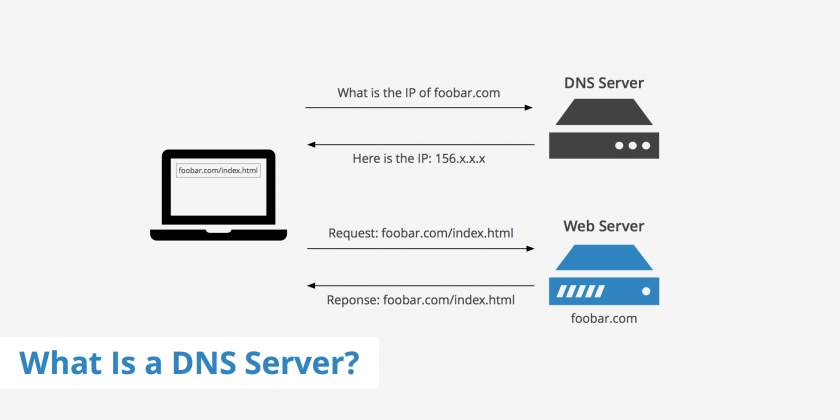 DNS Server
What is the IP of foobar.com
Here is the IP: 156.x.x.x
foobar.com/index.html
Web Server
Request: foobar.com/index.html
Reponse: foobar.com/index.html
foobar.com
What Is a DNS Server?